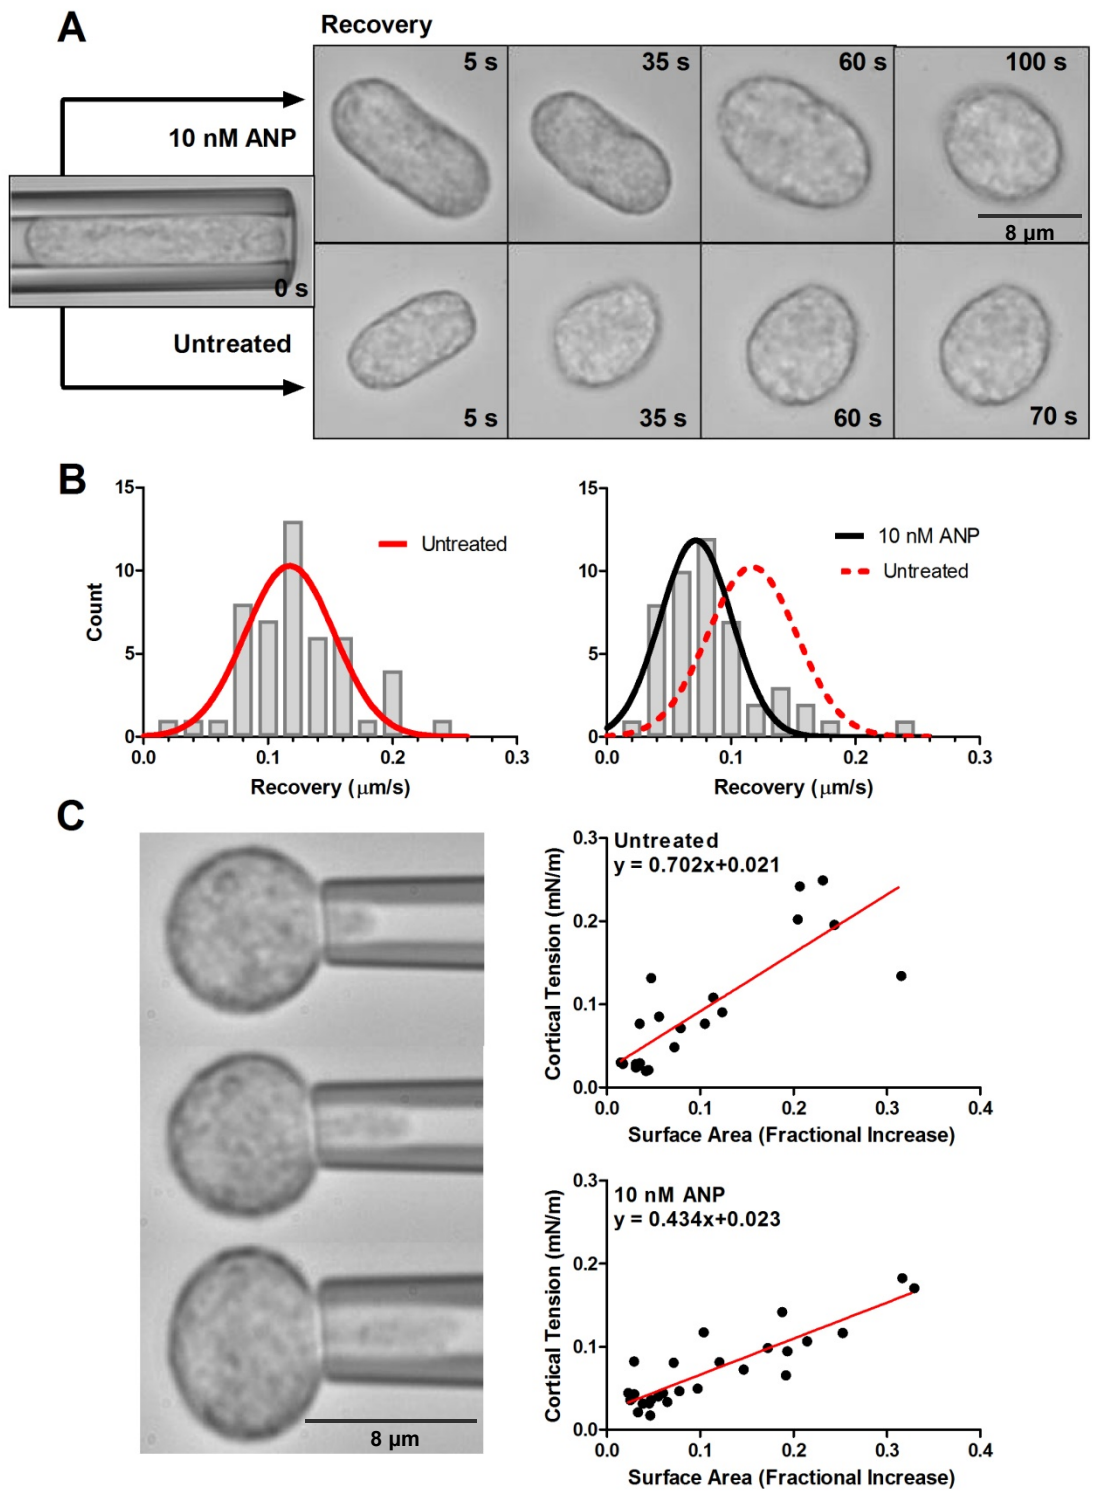 A
Recovery
5 s
35 s
60 s
100 s
10 nM ANP
8 µm
0 s
Untreated
5 s
35 s
60 s
70 s
B
15
10
5
0
Count
Untreated
0.0
0.1
0.2
0.3
Recovery (µm/s)
15
10
5
0
10 nM ANP
Untreated
0.0
0.1
0.2
0.3
Recovery (µm/s)
C
8 µm
Untreated
y = 0.702x+0.021
0.3
0.2
0.1
0.0
Cortical Tension (mN/m)
0.0
0.1
0.2
0.3
0.4
Surface Area (Fractional Increase)
10 nM ANP
y = 0.434x+0.023
0.3
0.2
0.1
0.0
Cortical Tension (mN/m)
0.0
0.1
0.2
0.3
0.4
Surface Area (Fractional Increase)